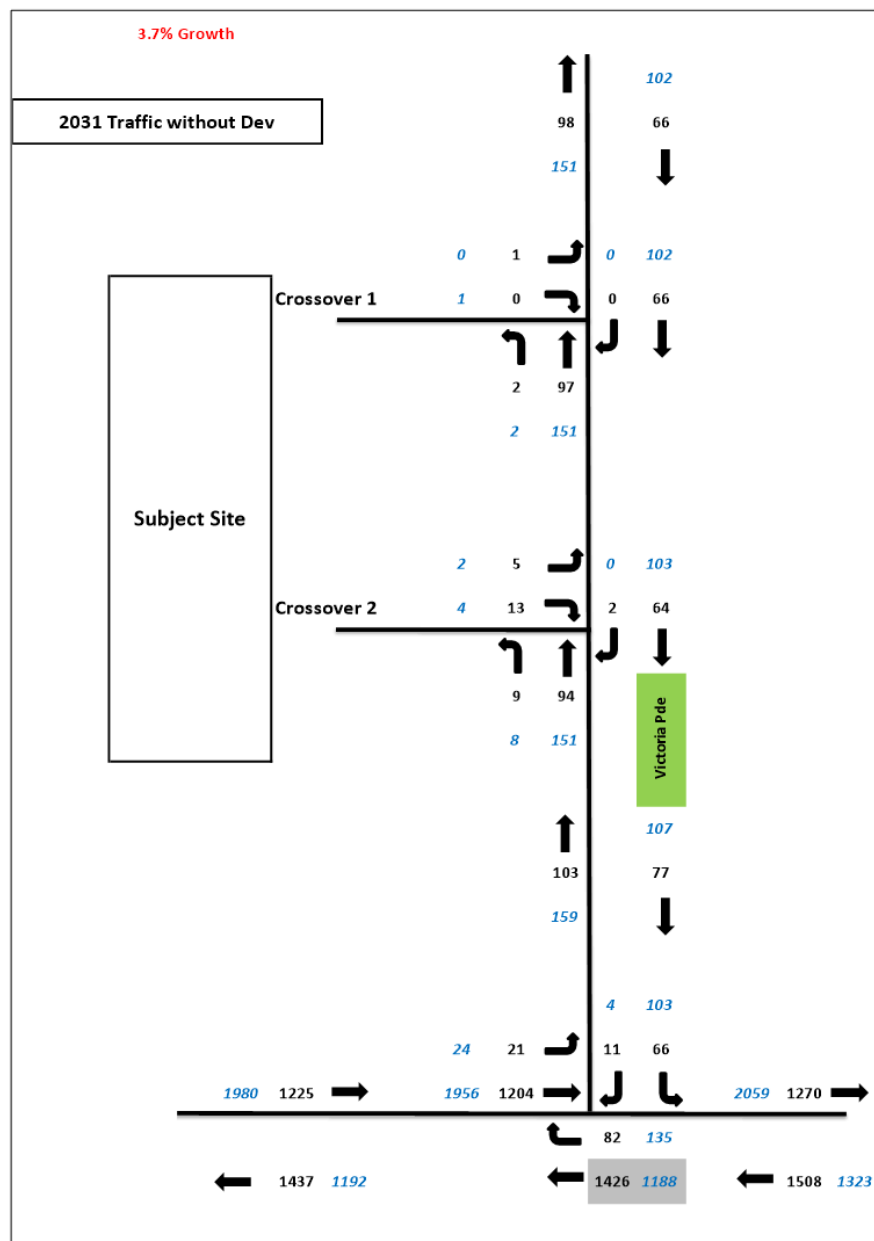 3.7% Growth
102
2031 Traffic without Dev
98 66
151
0 1 0 102
Crossover 1 1 0 0 66
2 97
2 151
2 5 0 103
Subject Site
Crossover 2 4 13 2 64
9 94
8 151
Victoria Pde
107
103 77
159
4 103
24 21 11 66
1980 1225 1956 1204 2059 1270
82 135
1437 1192 1426 1188 1508 1323